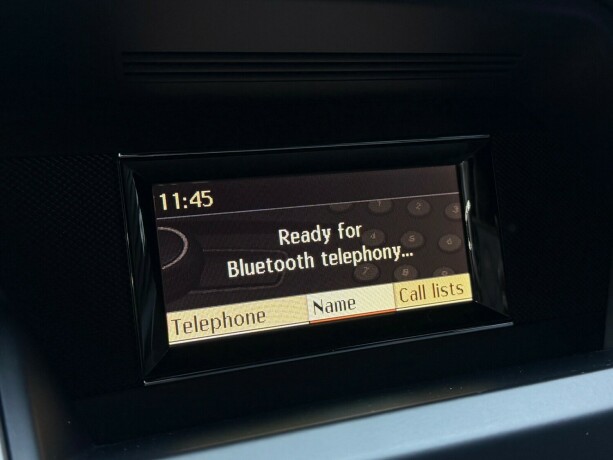 11:45
Ready for
Bluetooth telephony...
Telephone
Name
Call lists